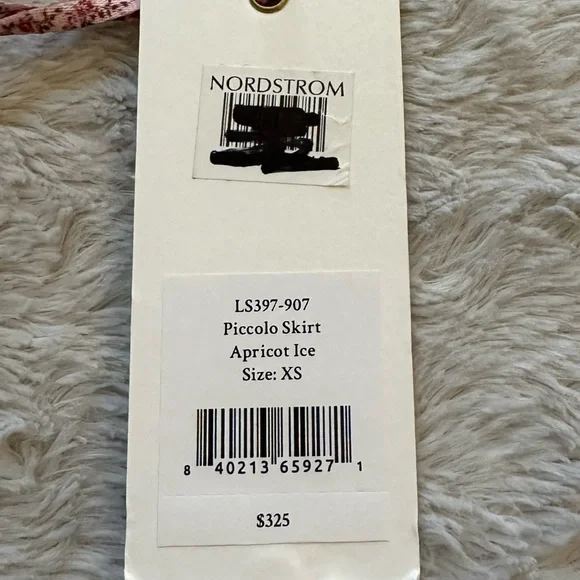 NORDSTROM
LS397-907
Piccolo Skirt
Apricot Ice
Size: XS
8 40213 65927 1
$325